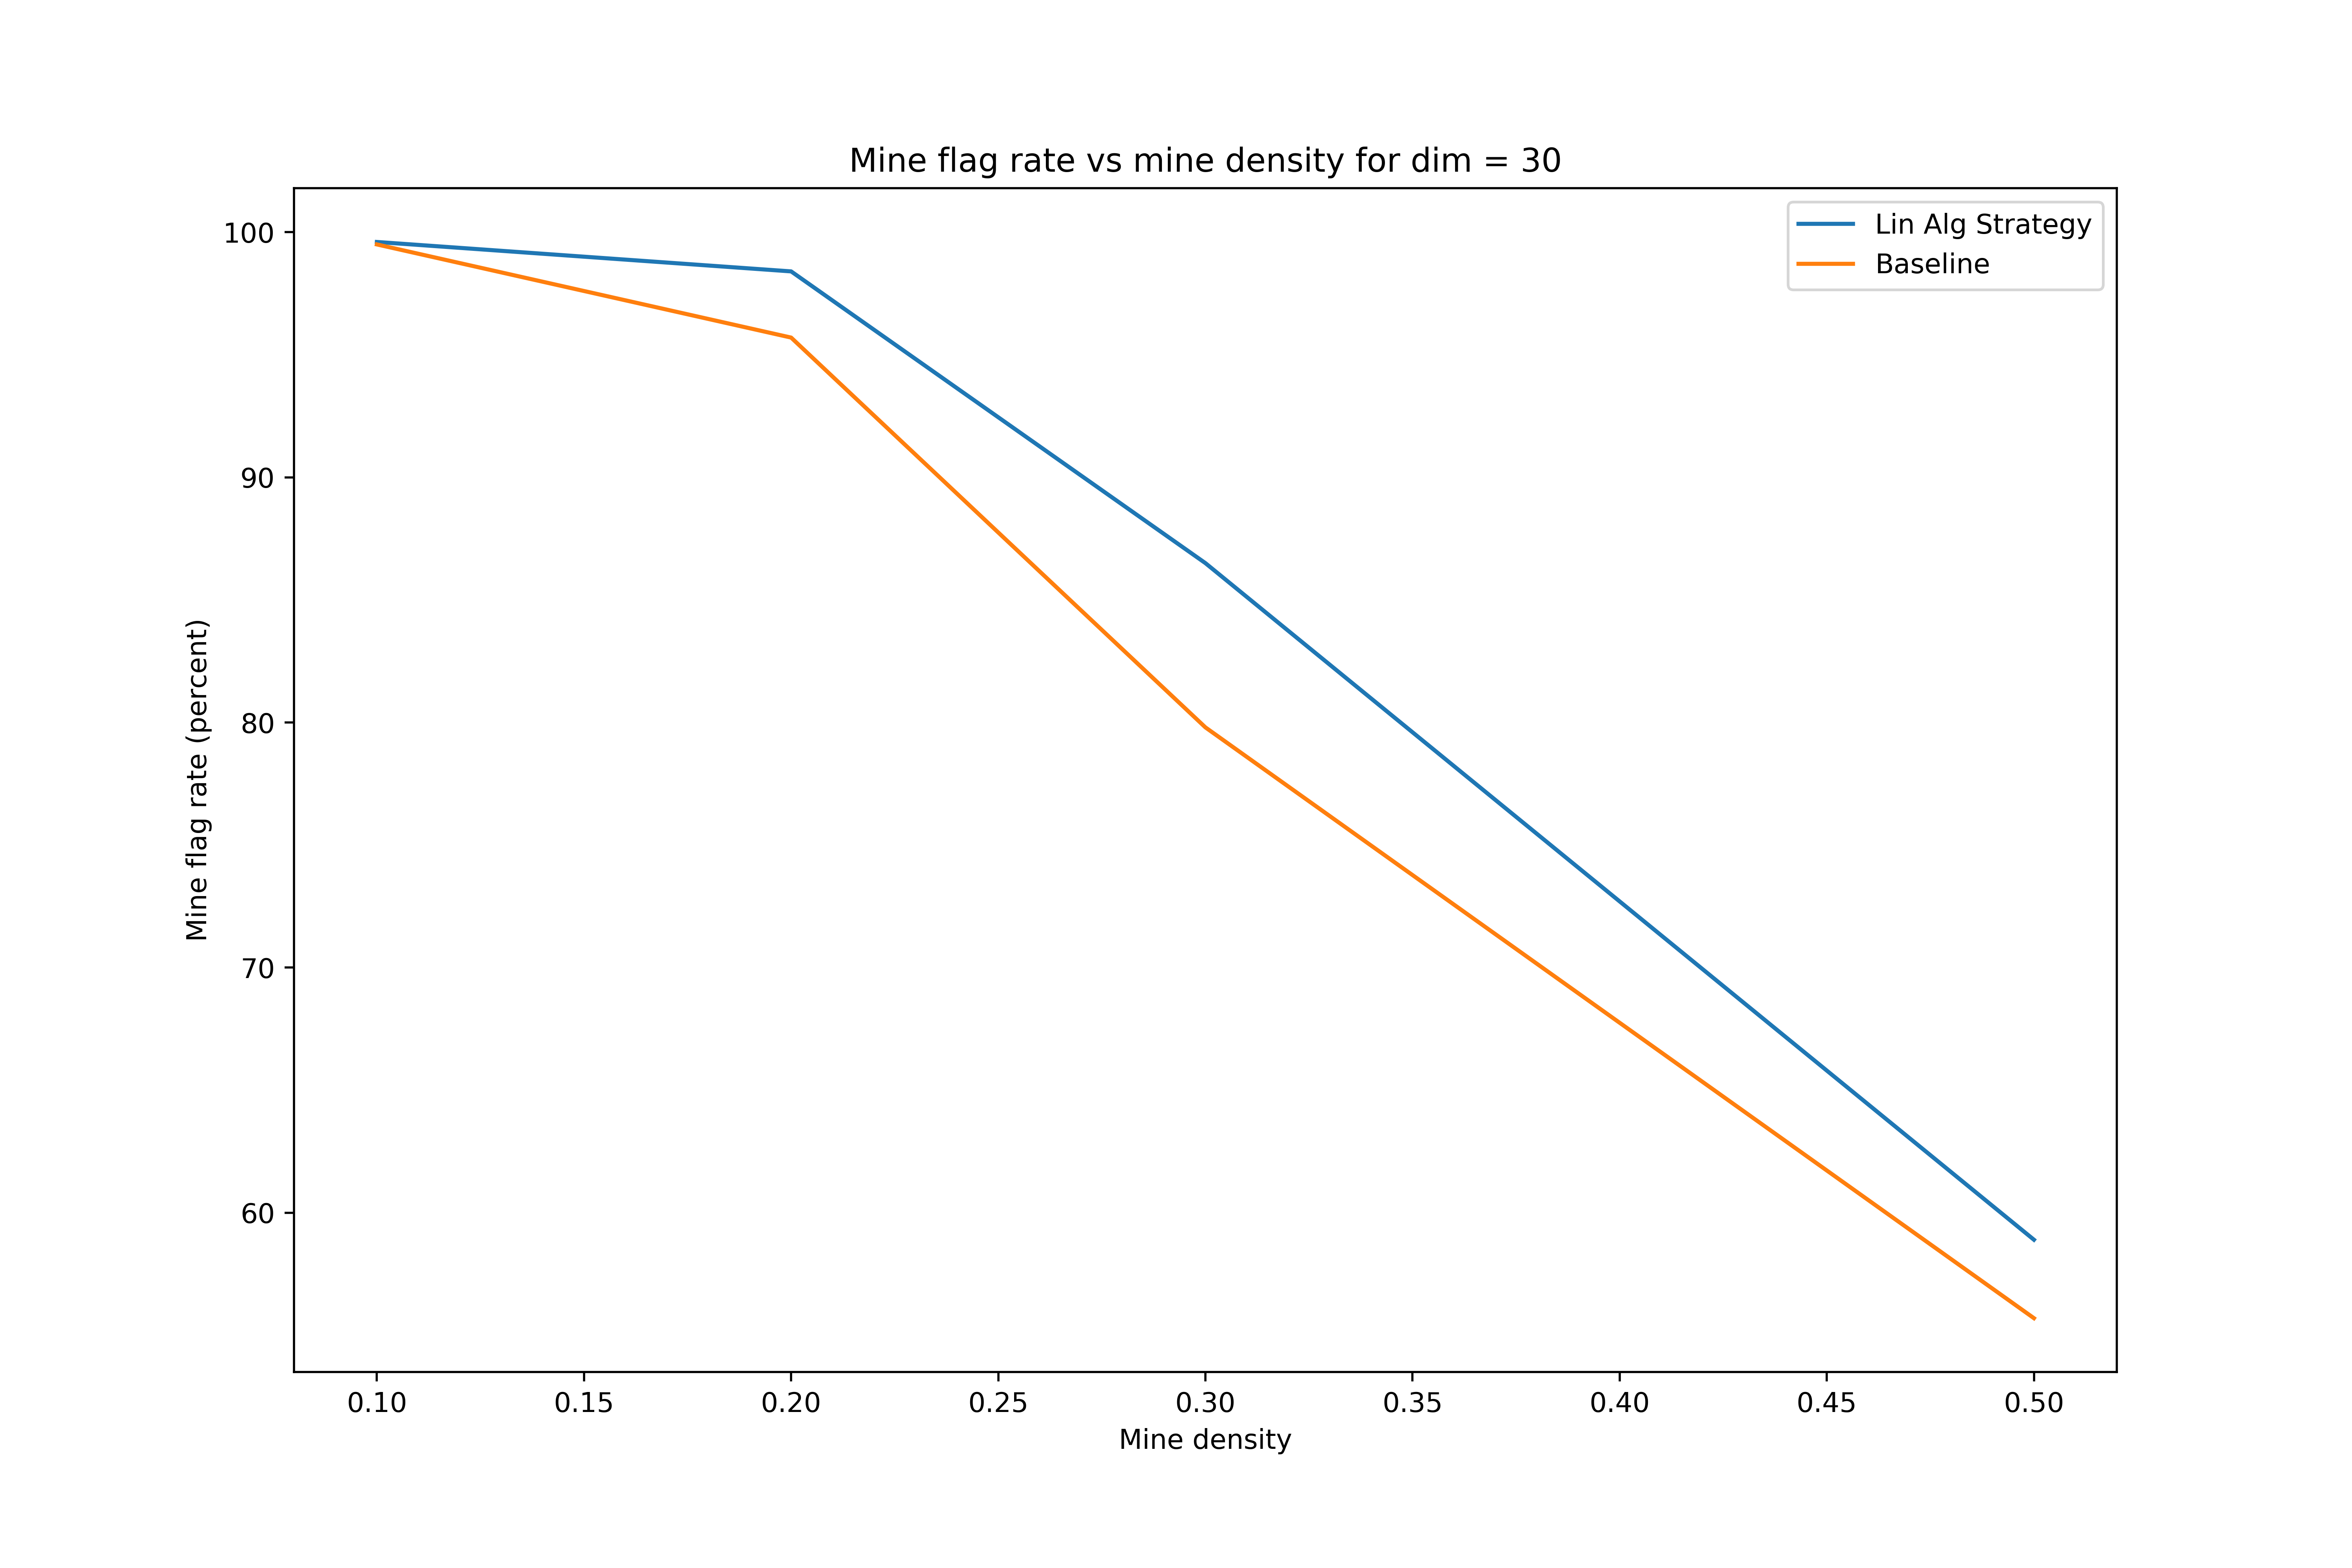 Mine flag rate vs mine density for dim = 30
Lin Alg Strategy
Baseline
100
90
80
70
60
Mine flag rate (percent)
0.10 0.15 0.20 0.25 0.30 0.35 0.40 0.45 0.50
Mine density